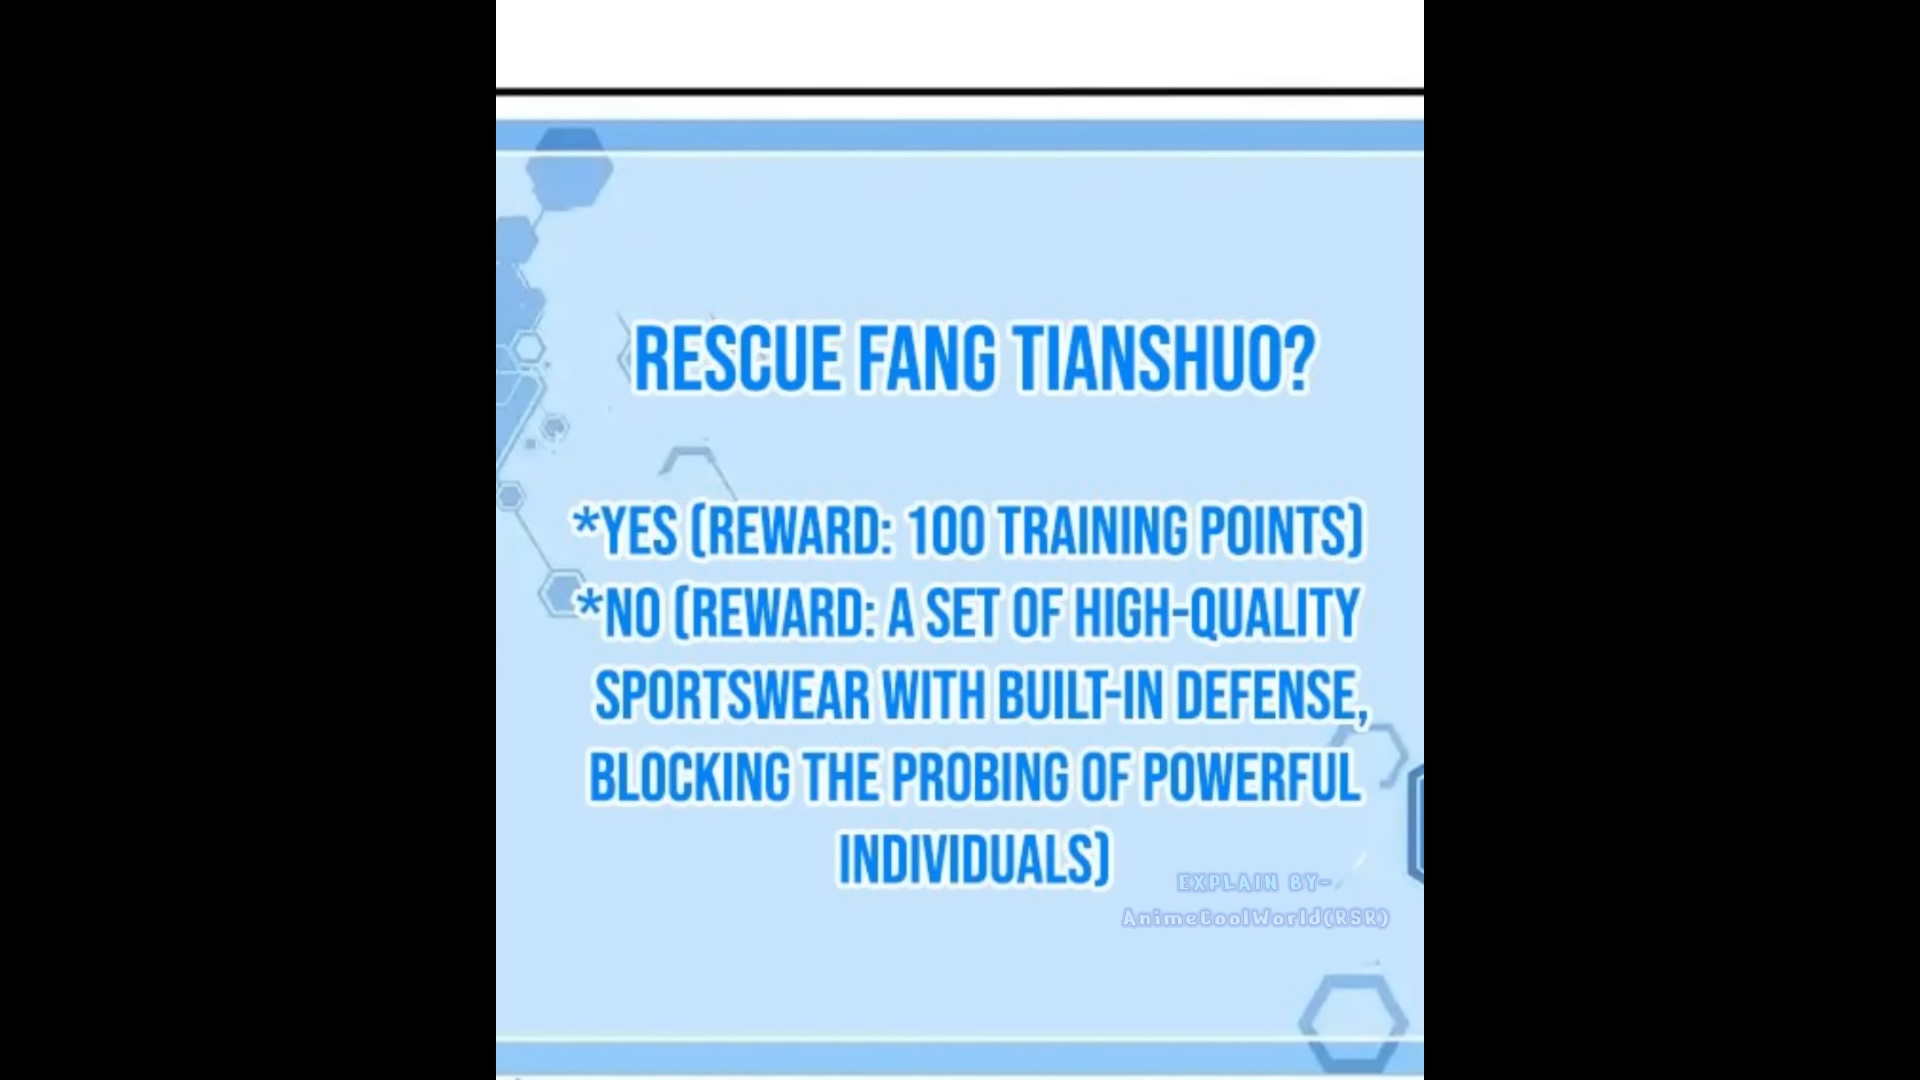 RESCUE FANG TIANSHUO?
*YES (REWARD: 100 TRAINING POINTS)
*NO (REWARD: A SET OF HIGH-QUALITY
SPORTSWEAR WITH BUILT-IN DEFENSE,
BLOCKING THE PROBING OF POWERFUL
INDIVIDUALS)
EXPLAIN BY-
AnimeCoolWorld(RSR)